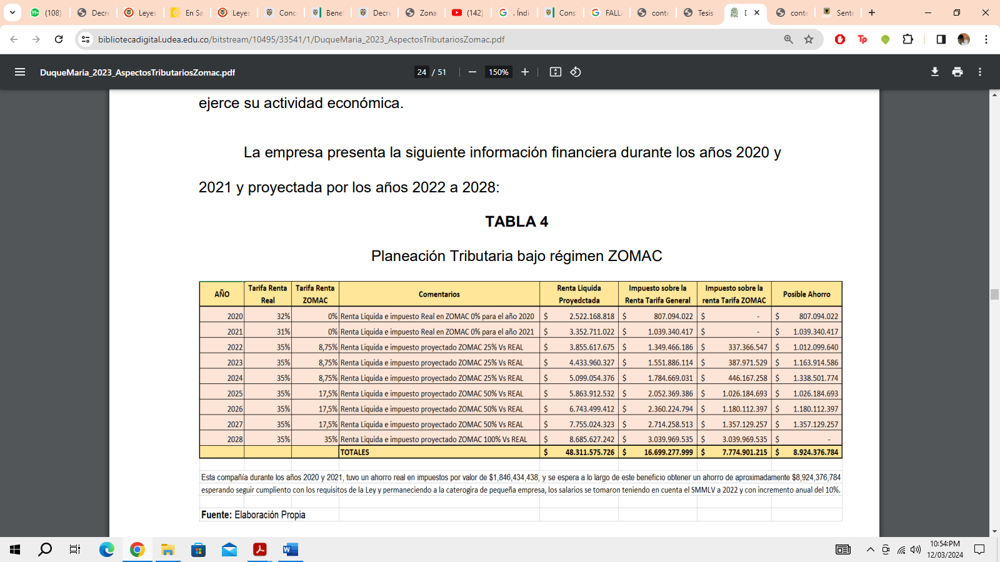 (108)
Decre
Leyes
En Sa
Leyes
Conc
Bene
Decre
Zona
(142)
. Índi
Cons
FALL
conte
Tesis
conte
Sente
bibliotecadigital.udea.edu.co/bitstream/10495/33541/1/DuqueMaria_2023_AspectosTributariosZomac.pdf
DuqueMaria_2023_AspectosTributariosZomac.pdf 24 / 51 150%
ejerce su actividad económica.
La empresa presenta la siguiente información financiera durante los años 2020 y
2021 y proyectada por los años 2022 a 2028:
TABLA 4
Planeación Tributaria bajo régimen ZOMAC
AÑO Tarifa Renta Real Tarifa Renta ZOMAC Comentarios Renta Liquida Proyedctada Impuesto sobre la Renta Tarifa General Impuesto sobre la renta Tarifa ZOMAC Posible Ahorro
2020 32% 0% Renta Liquida e impuesto Real en ZOMAC 0% para el año 2020 $ 2.522.168.818 $ 807.094.022 $ - $ 807.094.022
2021 31% 0% Renta Liquida e impuesto Real en ZOMAC 0% para el año 2021 $ 3.352.711.022 $ 1.039.340.417 $ - $ 1.039.340.417
2022 35% 8,75% Renta Liquida e impuesto proyectado ZOMAC 25% Vs REAL $ 3.855.617.675 $ 1.349.466.186 $ 337.366.547 $ 1.012.099.640
2023 35% 8,75% Renta Liquida e impuesto proyectado ZOMAC 25% Vs REAL $ 4.433.960.327 $ 1.551.886.114 $ 387.971.529 $ 1.163.914.586
2024 35% 8,75% Renta Liquida e impuesto proyectado ZOMAC 25% Vs REAL $ 5.099.054.376 $ 1.784.669.031 $ 446.167.258 $ 1.338.501.774
2025 35% 17,5% Renta Liquida e impuesto proyectado ZOMAC 50% Vs REAL $ 5.863.912.532 $ 2.052.369.386 $ 1.026.184.693 $ 1.026.184.693
2026 35% 17,5% Renta Liquida e impuesto proyectado ZOMAC 50% Vs REAL $ 6.743.499.412 $ 2.360.224.794 $ 1.180.112.397 $ 1.180.112.397
2027 35% 17,5% Renta Liquida e impuesto proyectado ZOMAC 50% Vs REAL $ 7.755.024.323 $ 2.714.258.513 $ 1.357.129.257 $ 1.357.129.257
2028 35% 35% Renta Liquida e impuesto proyectado ZOMAC 100% Vs REAL $ 8.685.627.242 $ 3.039.969.535 $ 3.039.969.535 $ -
TOTALES $ 48.311.575.726 $ 16.699.277.999 $ 7.774.901.215 $ 8.924.376.784
Esta compañía durante los años 2020 y 2021, tuvo un ahorro real en impuestos por valor de $1,846,434,438, y se espera a lo largo de este beneficio obtener un ahorro de aproximadamente $8,924,376,784
esperando seguir cumpliento con los requisitos de la Ley y permaneciendo a la caterogira de pequeña empresa, los salarios se tomaron teniendo en cuenta el SMMLV a 2022 y con incremento anual del 10%.
Fuente: Elaboración Propia
10:54:PM
12/03/2024